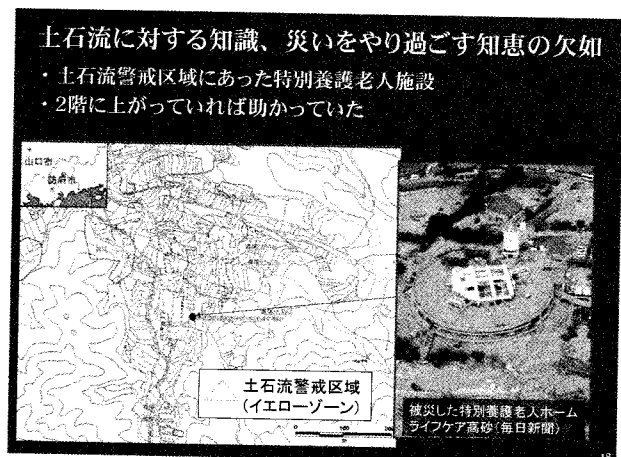 土石流に対する知識、災いをやり過ごす知恵の欠如
・土石流警戒区域にあった特別養護老人施設
・2階に上がっていれば助かっていた
山口市
防府市
土石流警戒区域
(イエローゾーン)
被災した特別養護老人ホーム
ライフケア高砂(毎日新聞)
18